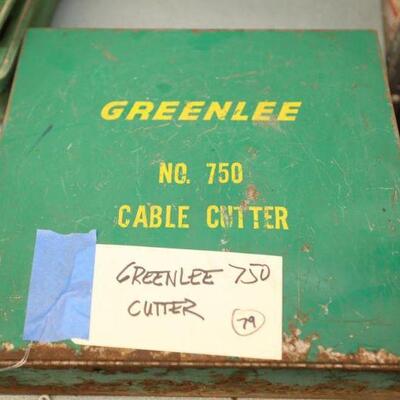 GREENLEE
NO. 750
CABLE CUTTER
GREENLEE 750
CUTTER
79